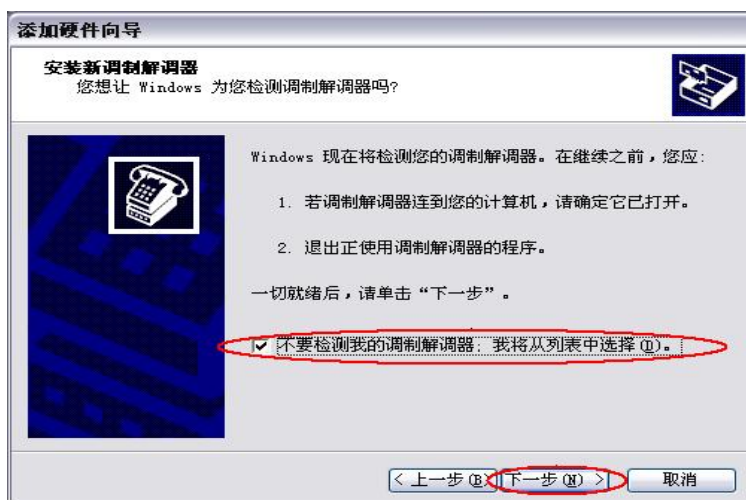 添加硬件向导
安装新调制解调器
您想让 Windows 为您检测调制解调器吗?
Windows 现在将检测您的调制解调器。在继续之前，您应:
1. 若调制解调器连到您的计算机，请确定它已打开。
2. 退出正使用调制解调器的程序。
一切就绪后，请单击“下一步”。
不要检测我的调制解调器；我将从列表中选择(D)。
< 上一步(B) 下一步(N) > 取消